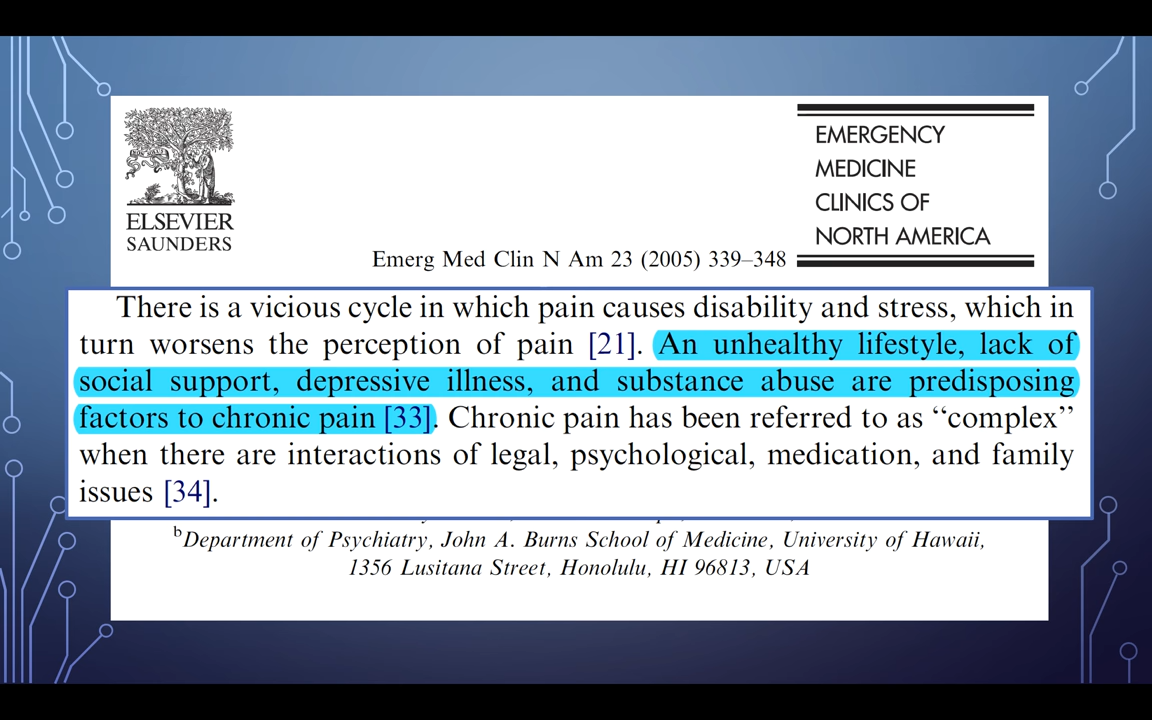 ELSEVIER
SAUNDERS
EMERGENCY
MEDICINE
CLINICS OF
NORTH AMERICA
Emerg Med Clin N Am 23 (2005) 339–348
There is a vicious cycle in which pain causes disability and stress, which in
turn worsens the perception of pain [21]. An unhealthy lifestyle, lack of
social support, depressive illness, and substance abuse are predisposing
factors to chronic pain [33]. Chronic pain has been referred to as ‘‘complex’’
when there are interactions of legal, psychological, medication, and family
issues [34].
bDepartment of Psychiatry, John A. Burns School of Medicine, University of Hawaii,
1356 Lusitana Street, Honolulu, HI 96813, USA